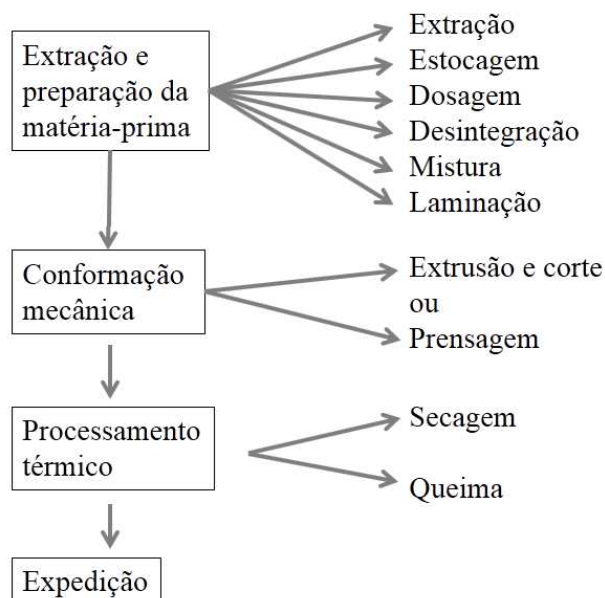 Extração e
preparação da
matéria-prima
Extração
Estocagem
Dosagem
Desintegração
Mistura
Laminação
Conformação
mecânica
Extrusão e corte
ou
Prensagem
Processamento
térmico
Secagem
Queima
Expedição